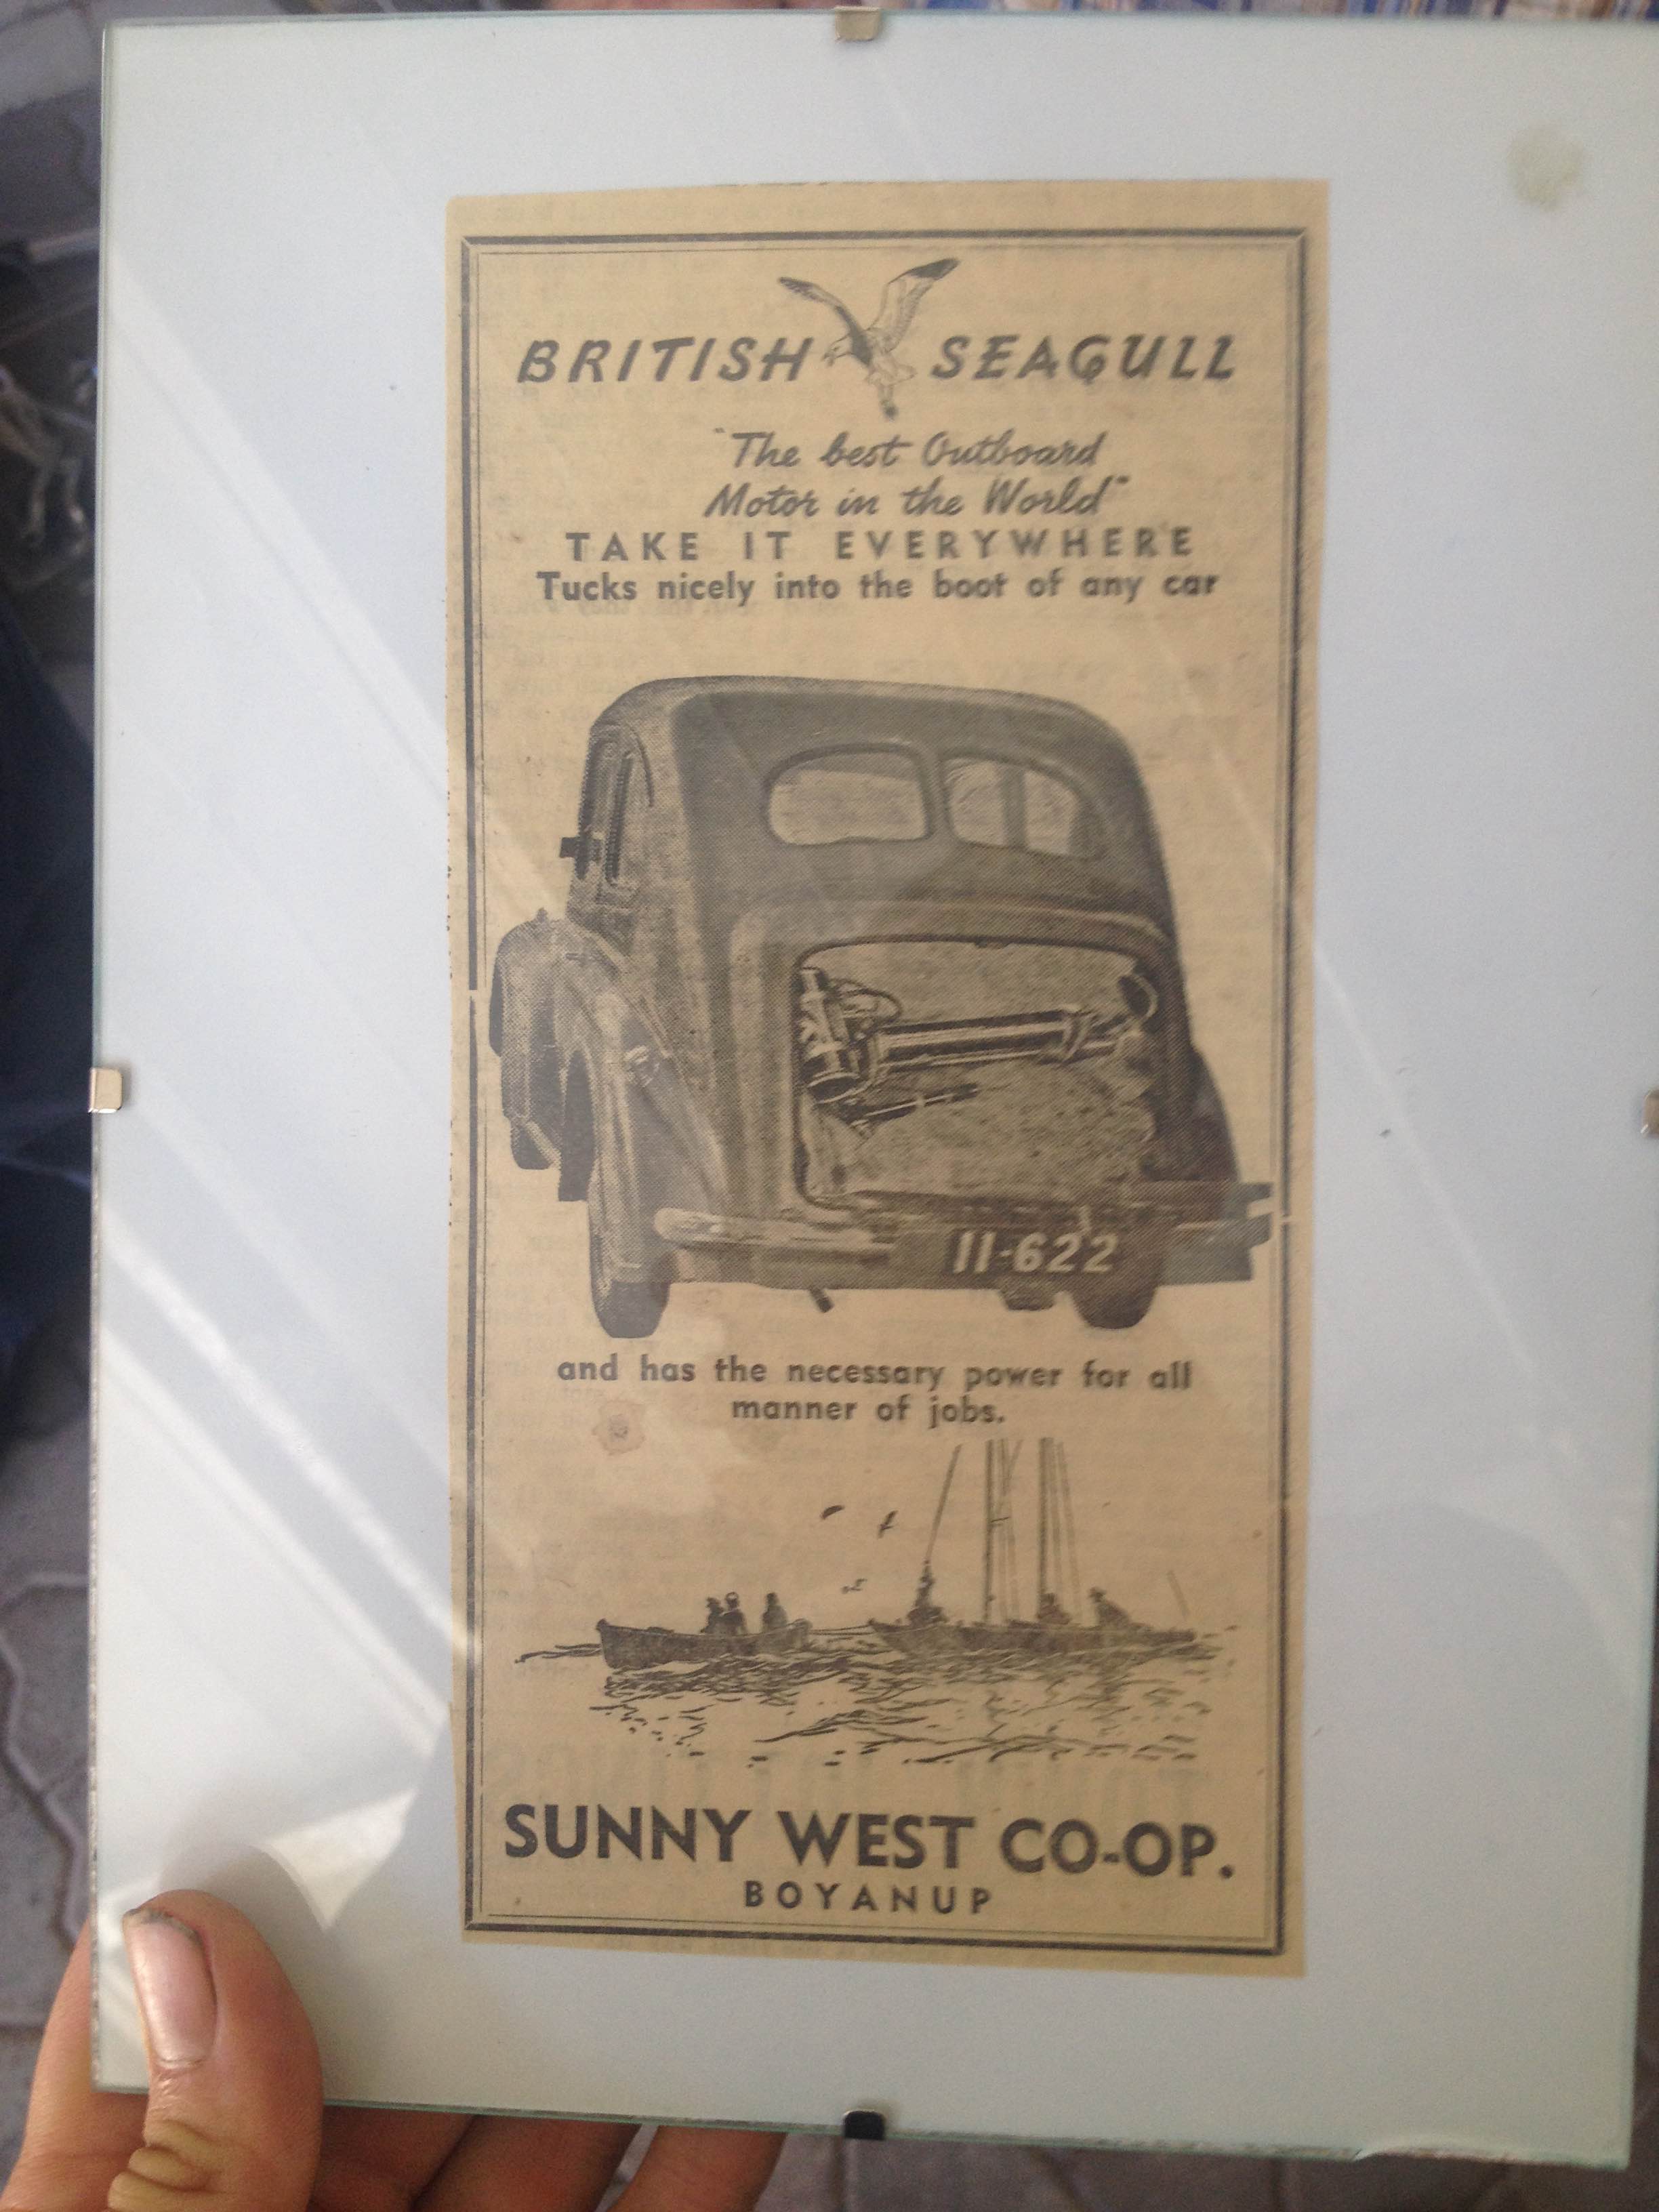 BRITISH SEAGULL
"The best Outboard
Motor in the World"
TAKE IT EVERYWHERE
Tucks nicely into the boot of any car
11-622
and has the necessary power for all
manner of jobs.
SUNNY WEST CO-OP.
BOYANUP